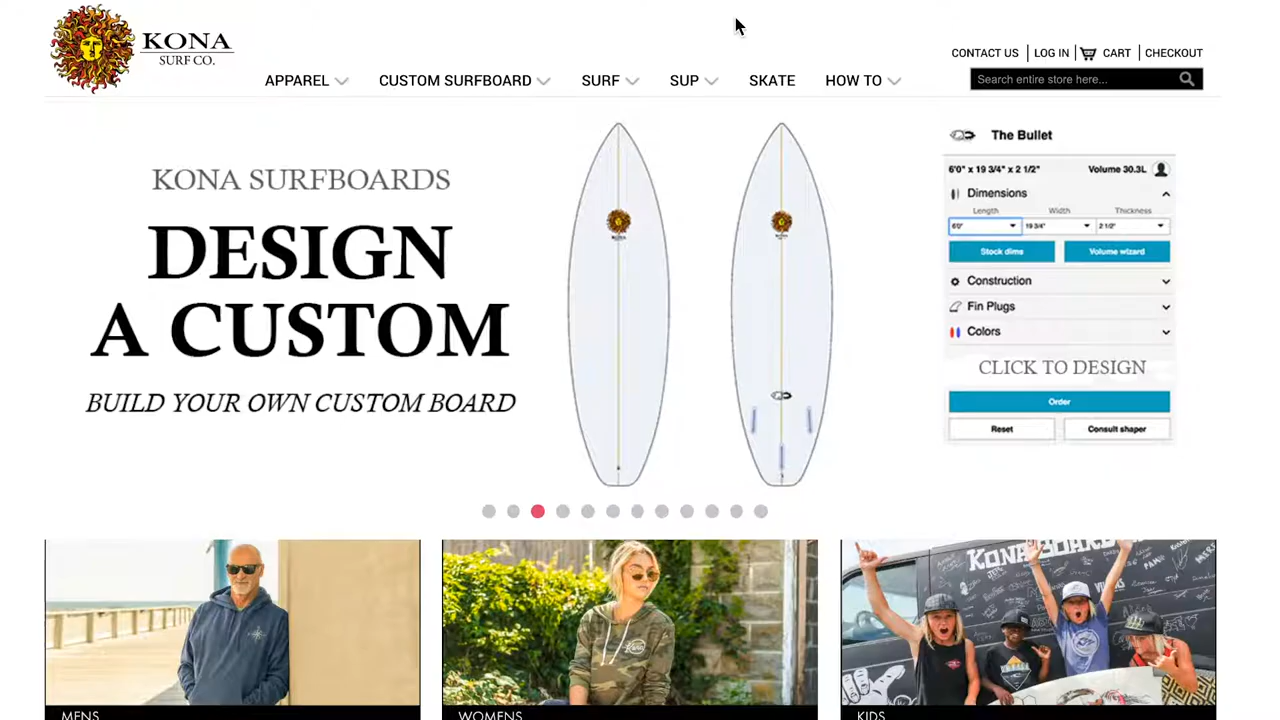 KONA
SURF CO.
CONTACT US
LOG IN
CART
CHECKOUT
APPAREL
CUSTOM SURFBOARD
SURF
SUP
SKATE
HOW TO
Search entire store here...
KONA SURFBOARDS
DESIGN
A CUSTOM
BUILD YOUR OWN CUSTOM BOARD
The Bullet
6'0" x 19 3/4" x 2 1/2"
Volume 30.3L
Dimensions
Length
Width
Thickness
6'0"
19 3/4"
2 1/2"
Stock dims
Volume wizard
Construction
Fin Plugs
Colors
CLICK TO DESIGN
Order
Reset
Consult shaper
KONA BOARD
MENS
WOMENS
KIDS